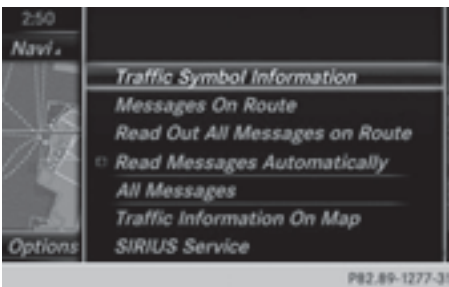 2:50
Navi
Traffic Symbol Information
Messages On Route
Read Out All Messages on Route
Read Messages Automatically
All Messages
Traffic Information On Map
Options
SIRIUS Service
P82.89-1277-31